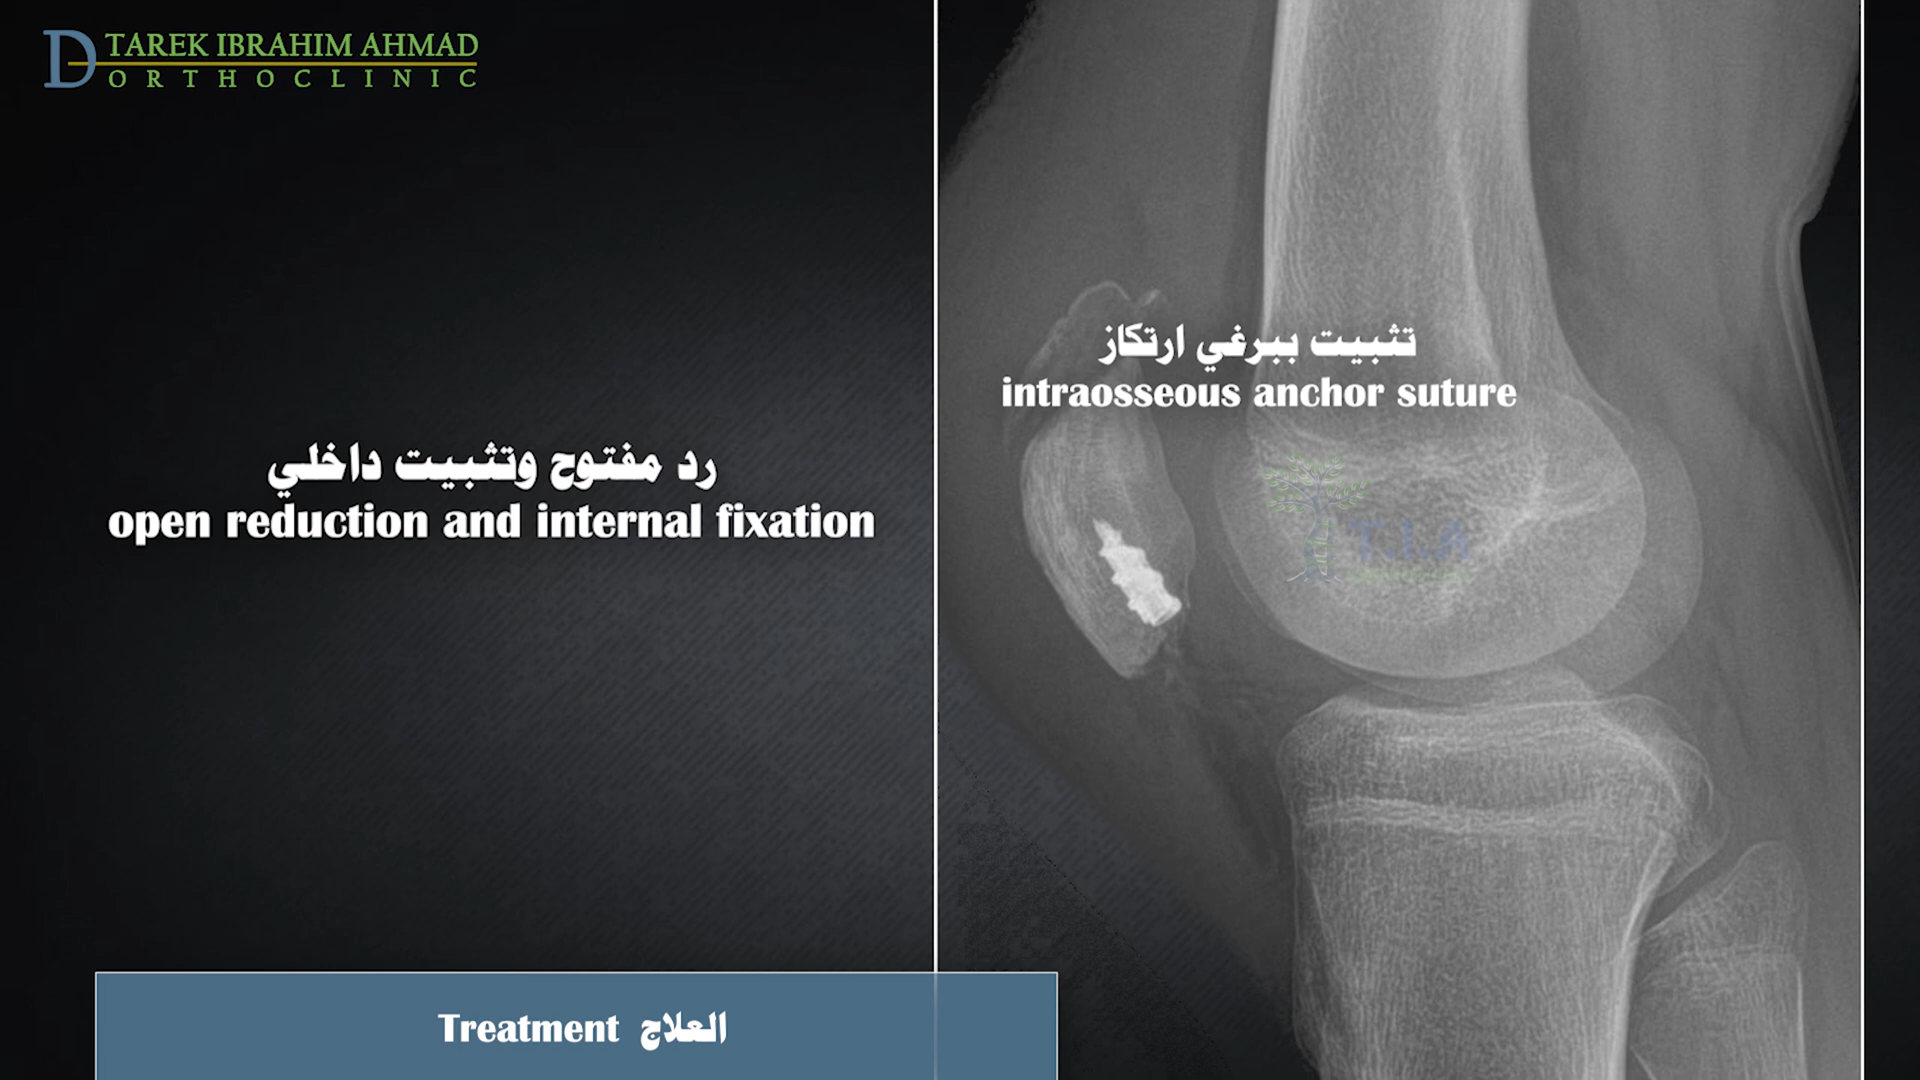 D TAREK IBRAHIM AHMAD
ORTHOCLINIC
رد مفتوح وتثبيت داخلي
open reduction and internal fixation
تثبيت ببرغي ارتكاز
intraosseous anchor suture
T.I.A
Treatment العلاج